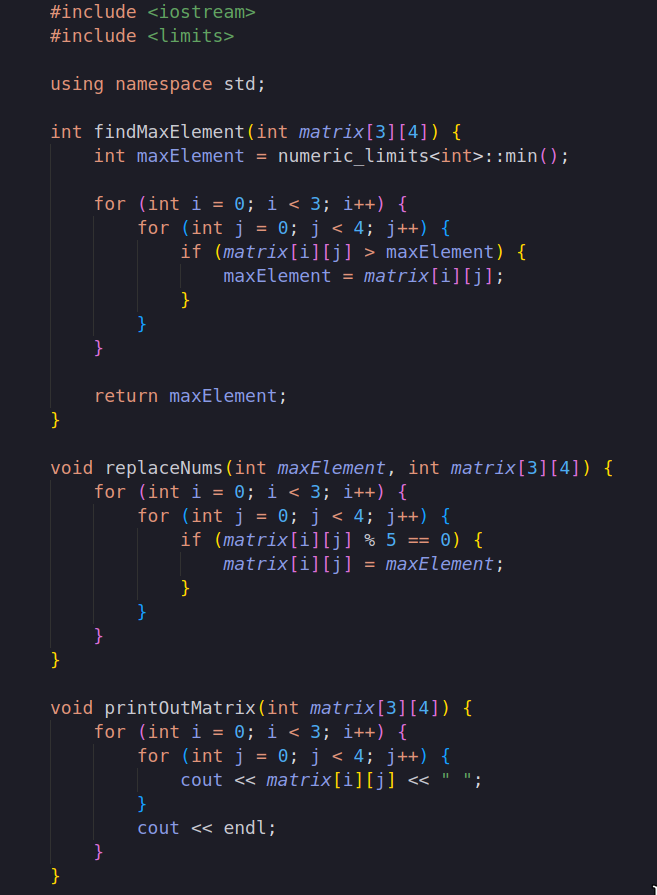 #include <iostream>
#include <limits>
using namespace std;
int findMaxElement(int matrix[3][4]) {
int maxElement = numeric_limits<int>::min();
for (int i = 0; i < 3; i++) {
for (int j = 0; j < 4; j++) {
if (matrix[i][j] > maxElement) {
maxElement = matrix[i][j];
}
}
}
return maxElement;
}
void replaceNums(int maxElement, int matrix[3][4]) {
for (int i = 0; i < 3; i++) {
for (int j = 0; j < 4; j++) {
if (matrix[i][j] % 5 == 0) {
matrix[i][j] = maxElement;
}
}
}
}
void printOutMatrix(int matrix[3][4]) {
for (int i = 0; i < 3; i++) {
for (int j = 0; j < 4; j++) {
cout << matrix[i][j] << " ";
}
cout << endl;
}
}